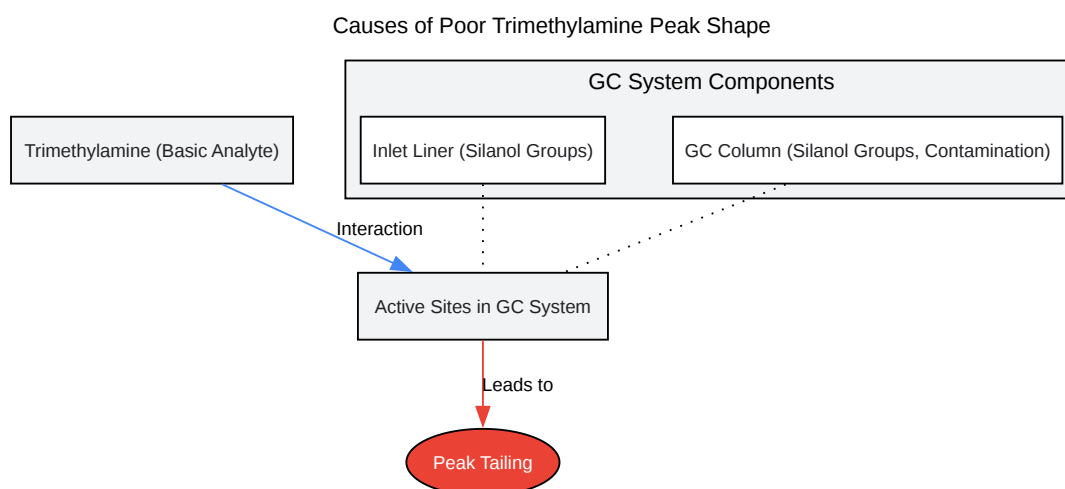 Causes of Poor Trimethylamine Peak Shape
GC System Components
Trimethylamine (Basic Analyte)
Inlet Liner (Silanol Groups)
GC Column (Silanol Groups, Contamination)
Interaction
Active Sites in GC System
Leads to
Peak Tailing